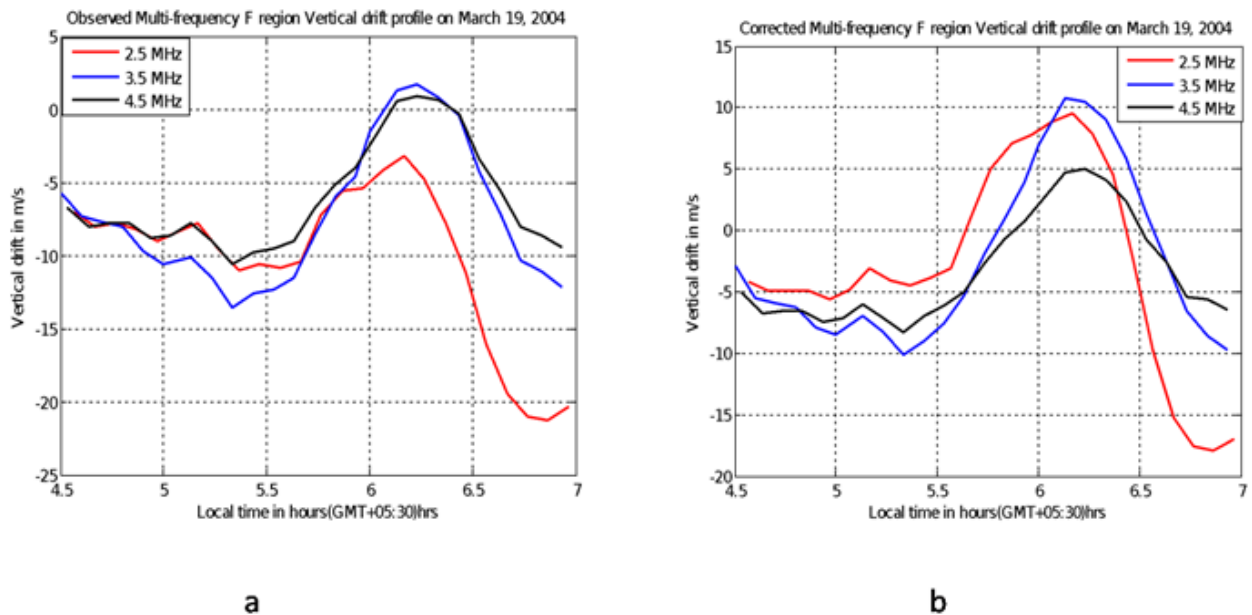 Observed Multi-frequency F region Vertical drift profile on March 19, 2004
5
0
-5
-10
-15
-20
-25
Vertical drift in m/s
2.5 MHz
3.5 MHz
4.5 MHz
4.5 5 5.5 6 6.5 7
Local time in hours(GMT+05:30)hrs
a
Corrected Multi-frequency F region Vertical drift profile on March 19, 2004
15
10
5
0
-5
-10
-15
-20
Vertical drift in m/s
2.5 MHz
3.5 MHz
4.5 MHz
4.5 5 5.5 6 6.5 7
Local time in hours(GMT+05:30)hrs
b